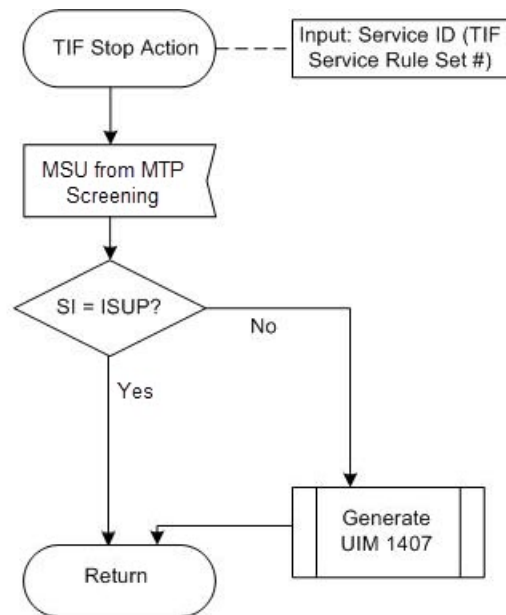 TIF Stop Action
Input: Service ID (TIF
Service Rule Set #)
MSU from MTP
Screening
SI = ISUP?
No
Yes
Generate
UIM 1407
Return